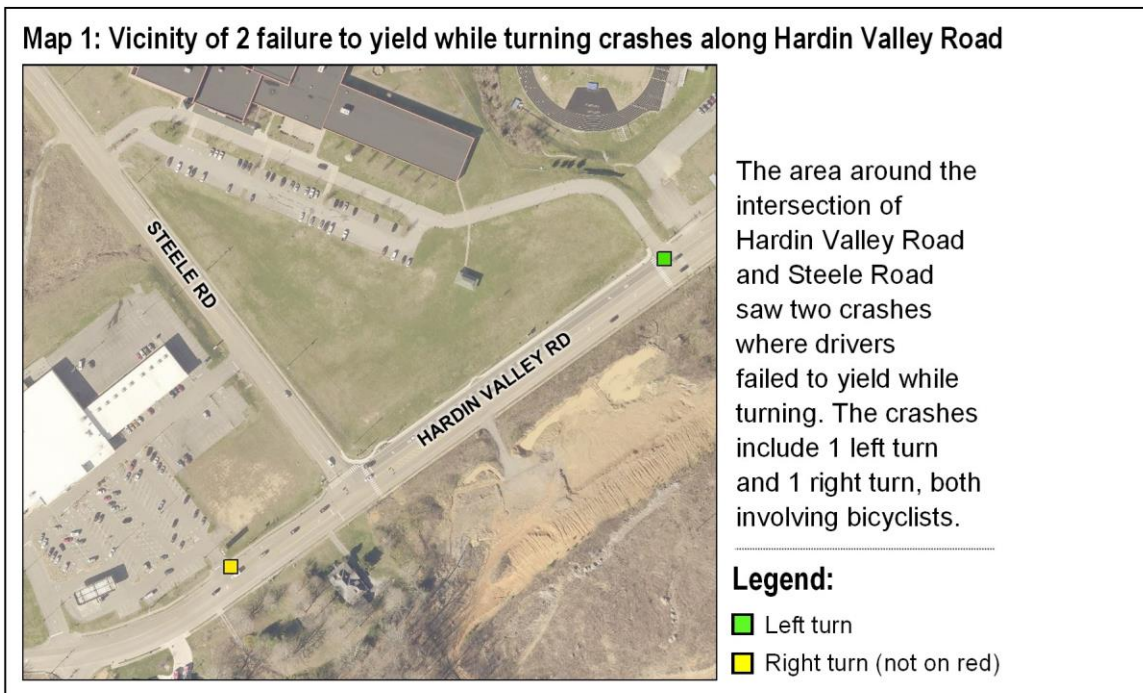 Map 1: Vicinity of 2 failure to yield while turning crashes along Hardin Valley Road
STEELE RD
HARDIN VALLEY RD
The area around the
intersection of
Hardin Valley Road
and Steele Road
saw two crashes
where drivers
failed to yield while
turning. The crashes
include 1 left turn
and 1 right turn, both
involving bicyclists.
Legend:
Left turn
Right turn (not on red)